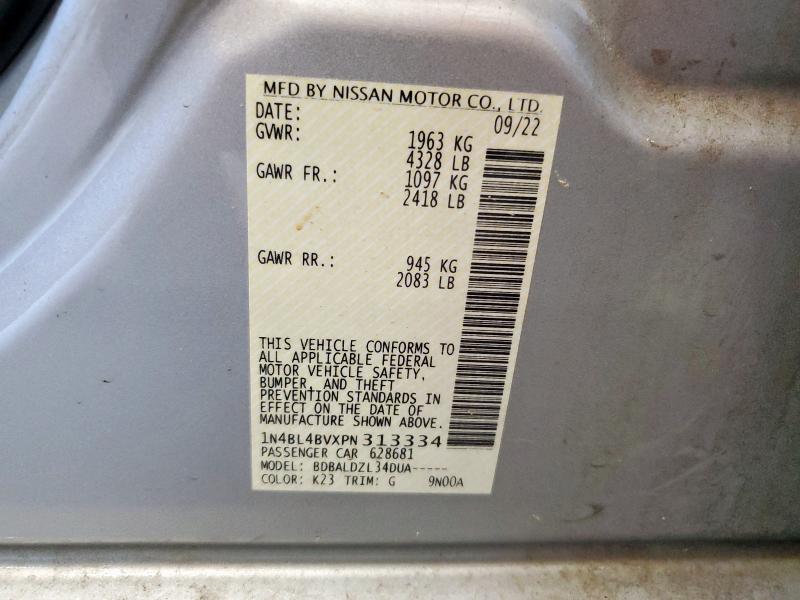 MFD BY NISSAN MOTOR CO., LTD.
DATE: 09/22
GVWR: 1963 KG
4328 LB
GAWR FR.: 1097 KG
2418 LB
GAWR RR.: 945 KG
2083 LB
THIS VEHICLE CONFORMS TO
ALL APPLICABLE FEDERAL
MOTOR VEHICLE SAFETY,
BUMPER, AND THEFT
PREVENTION STANDARDS IN
EFFECT ON THE DATE OF
MANUFACTURE SHOWN ABOVE.
1N4BL4BVXPN313334
PASSENGER CAR 628681
MODEL: BDBALDZL34DUA-----
COLOR: K23 TRIM: G 9N00A